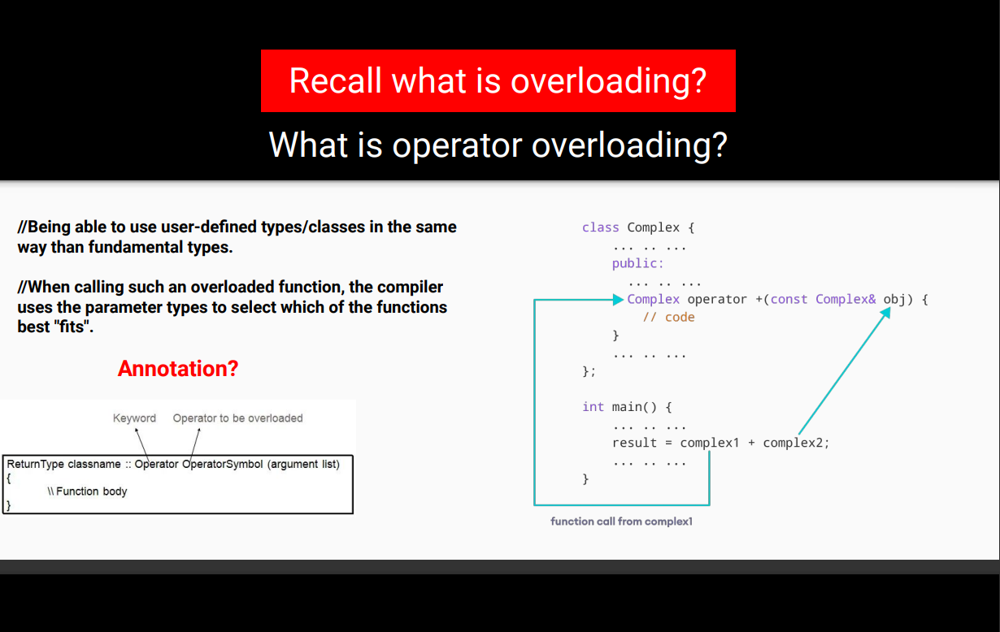 Recall what is overloading?
What is operator overloading?
//Being able to use user-defined types/classes in the same
way than fundamental types.
//When calling such an overloaded function, the compiler
uses the parameter types to select which of the functions
best "fits".
Annotation?
Keyword Operator to be overloaded
ReturnType classname :: Operator OperatorSymbol (argument list)
{
\\ Function body
}
class Complex {
... .. ...
public:
... .. ...
Complex operator +(const Complex& obj) {
// code
}
... .. ...
};
int main() {
... .. ...
result = complex1 + complex2;
... .. ...
}
function call from complex1